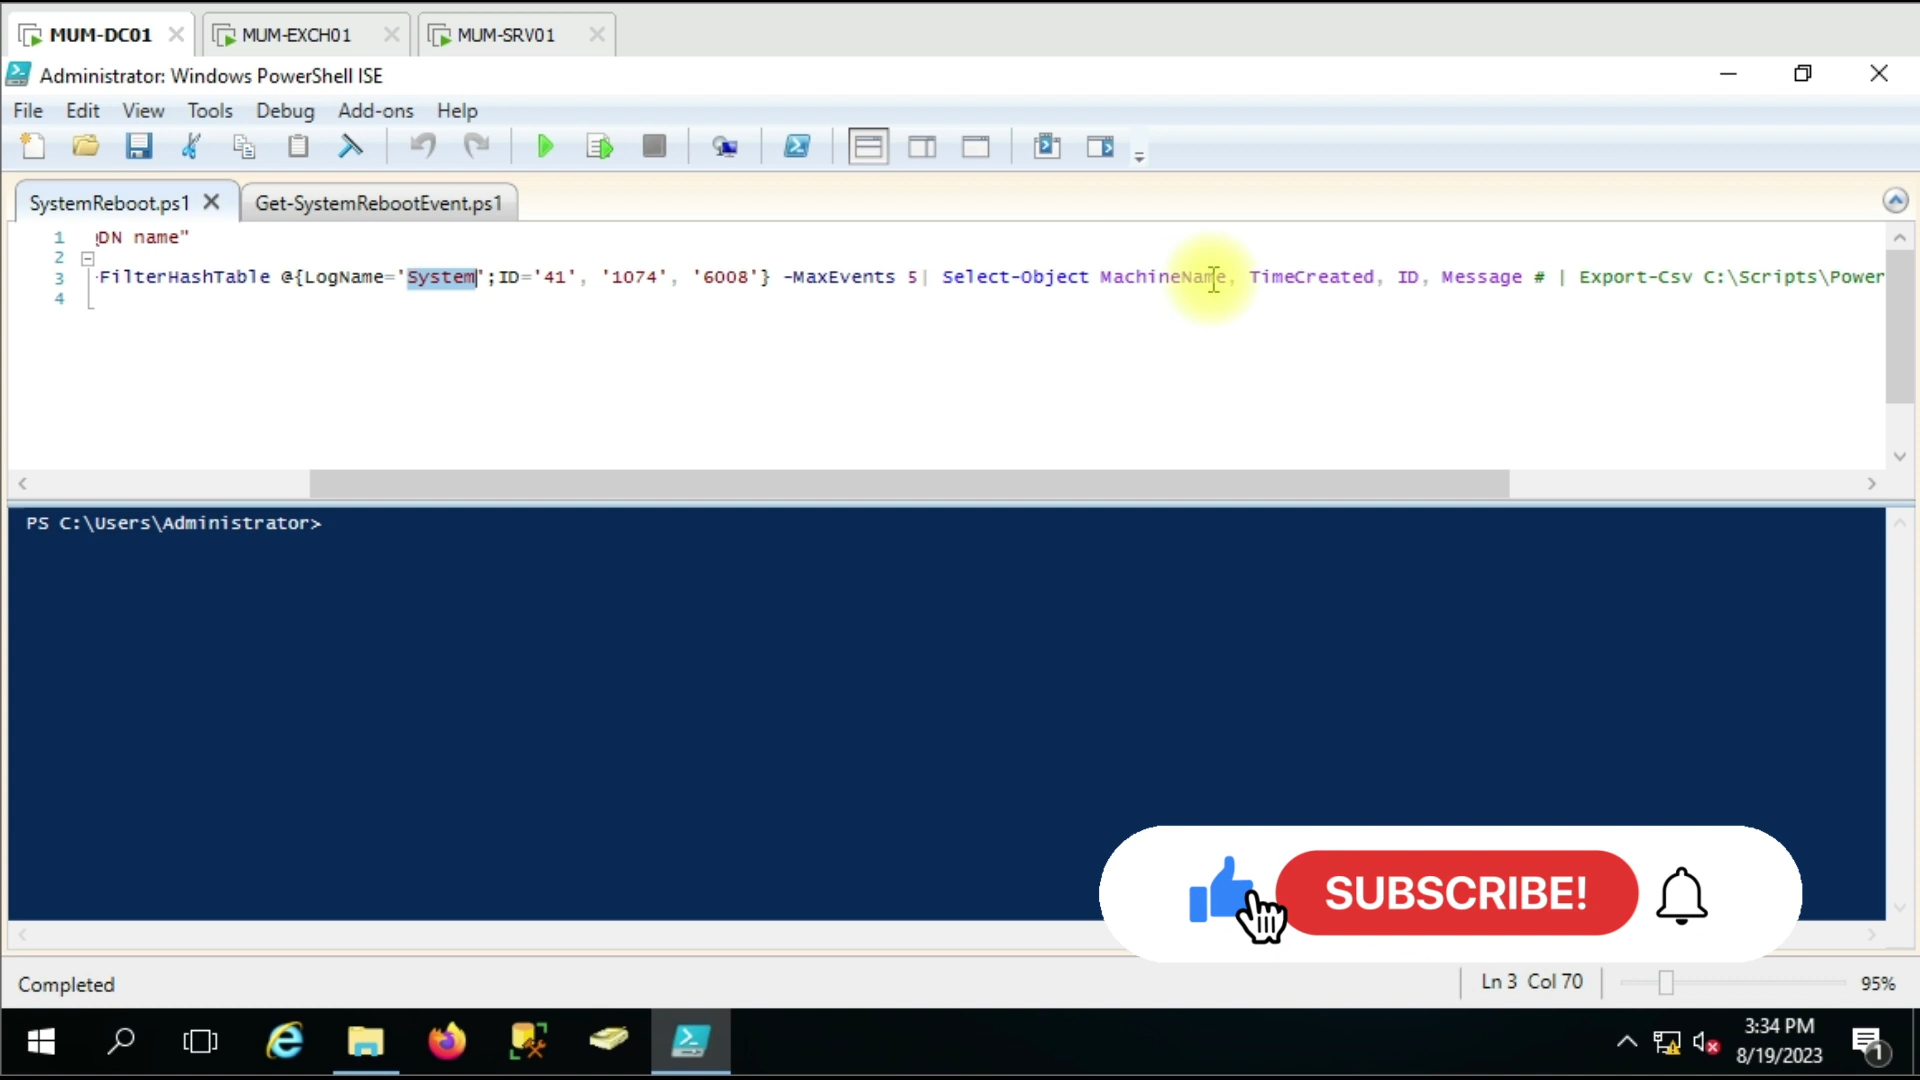 MUM-DC01 MUM-EXCH01 MUM-SRV01
Administrator: Windows PowerShell ISE
File Edit View Tools Debug Add-ons Help
SystemReboot.ps1 Get-SystemRebootEvent.ps1
1 DN name"
2
3 FilterHashTable @{LogName='System';ID='41', '1074', '6008'} -MaxEvents 5| Select-Object MachineName, TimeCreated, ID, Message # | Export-Csv C:\Scripts\Power
4
PS C:\Users\Administrator>
SUBSCRIBE!
Completed Ln 3 Col 70 95%
3:34 PM
8/19/2023
1